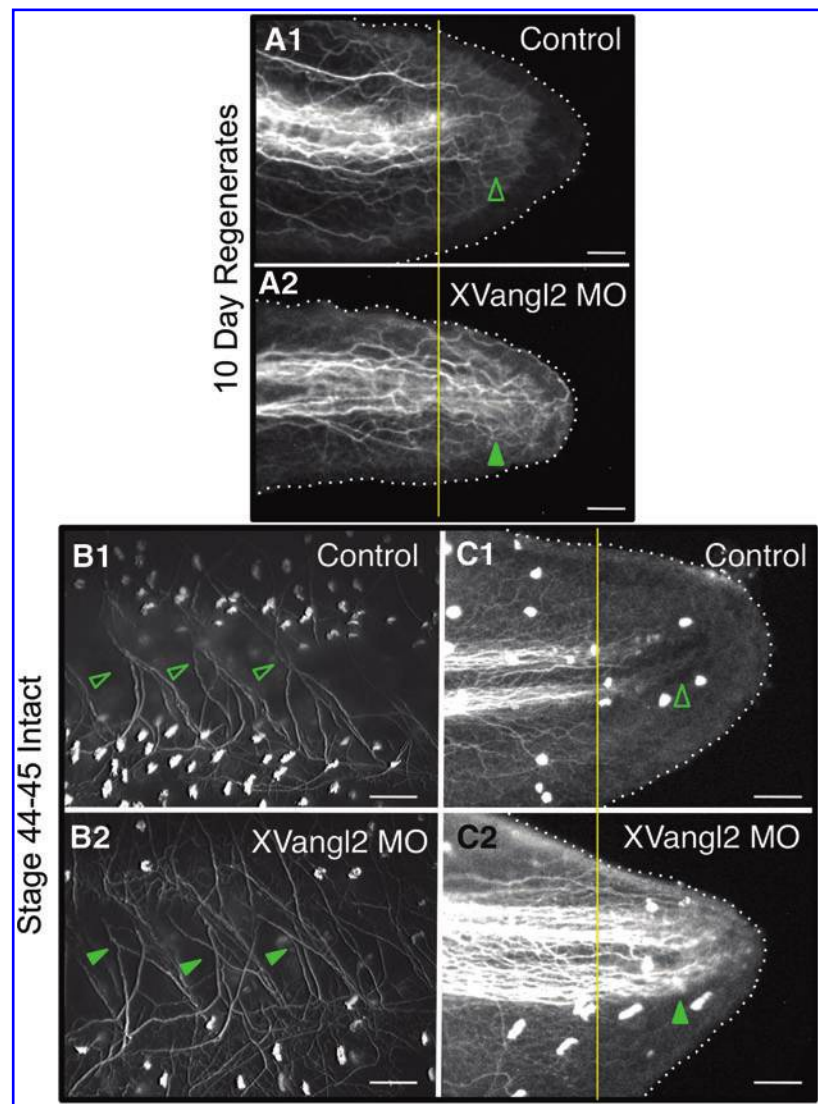 10 Day Regenerates
A1
Control
A2
XVangl2 MO
Stage 44-45 Intact
B1
Control
C1
Control
B2
XVangl2 MO
C2
XVangl2 MO